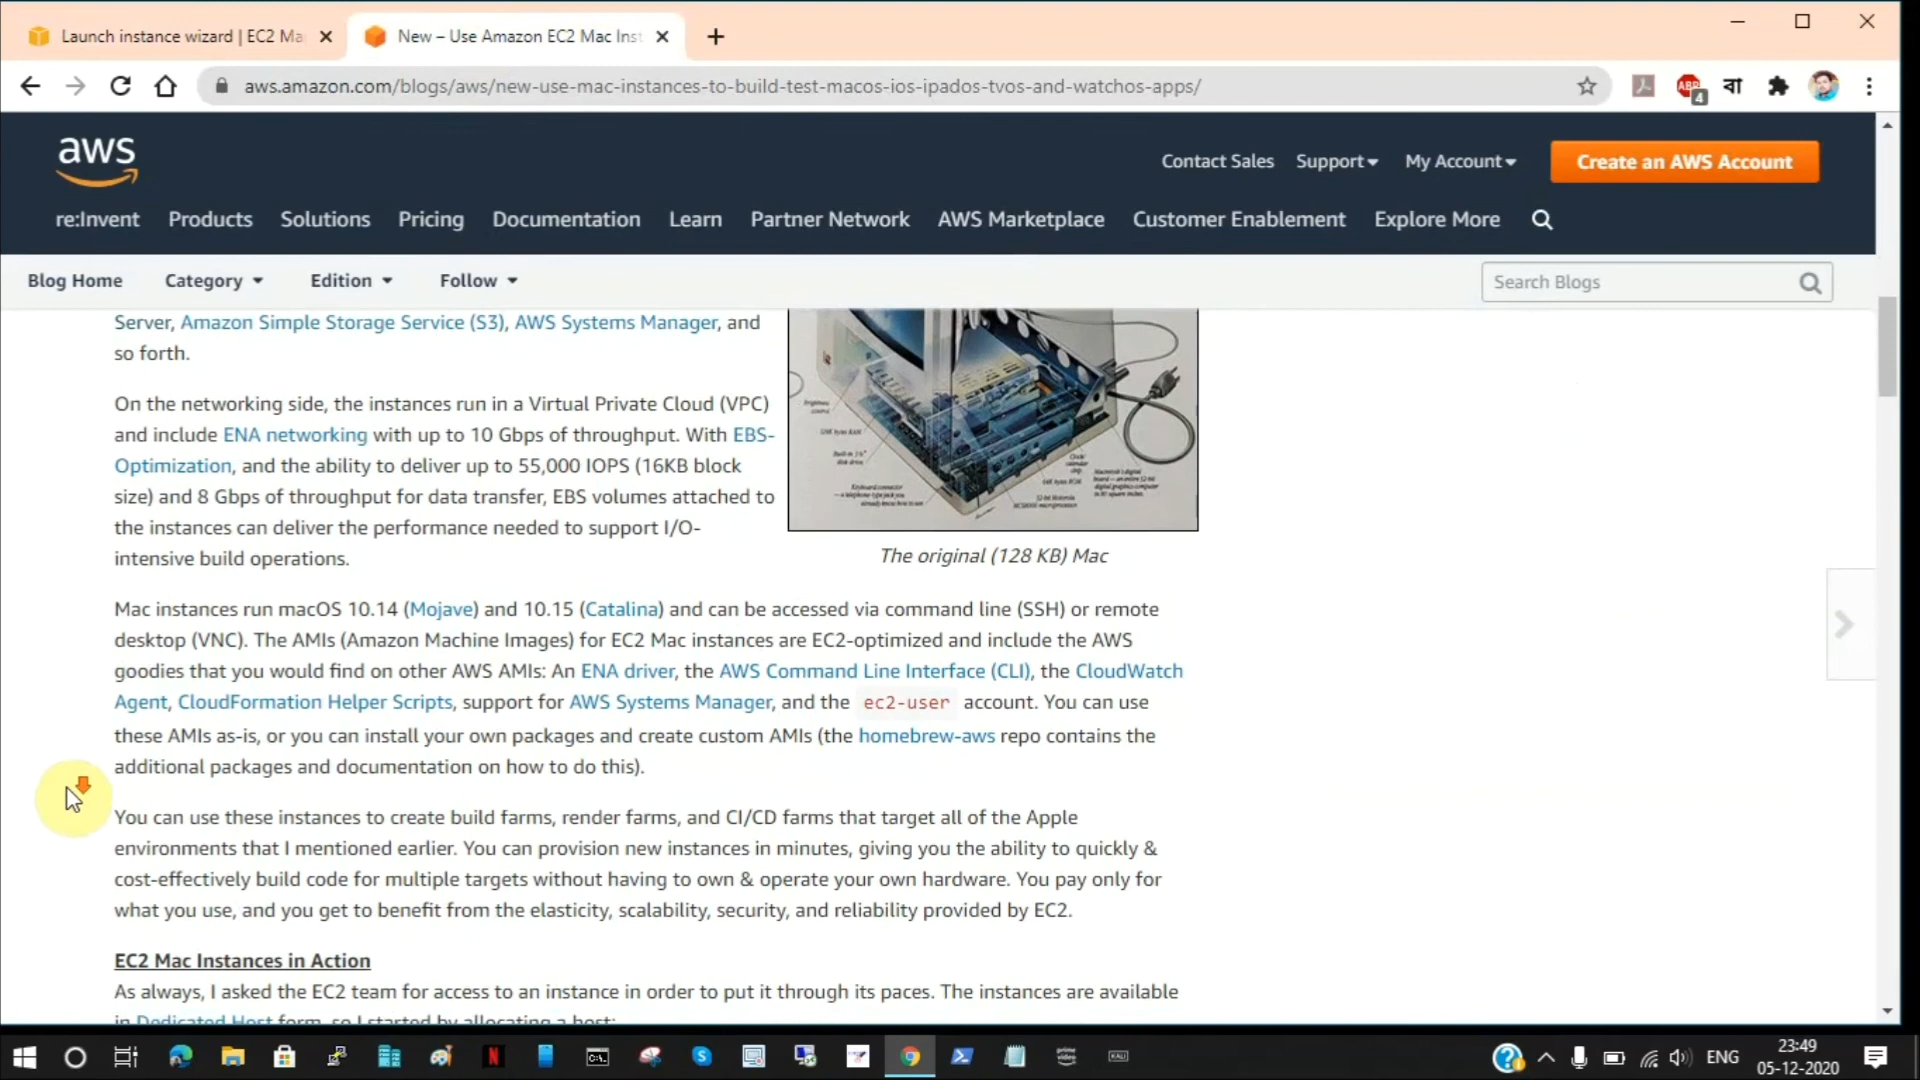 Launch instance wizard | EC2 Ma
New – Use Amazon EC2 Mac Inst
aws.amazon.com/blogs/aws/new-use-mac-instances-to-build-test-macos-ios-ipados-tvos-and-watchos-apps/
ABP
4
বা
aws
Contact Sales
Support
My Account
Create an AWS Account
re:Invent
Products
Solutions
Pricing
Documentation
Learn
Partner Network
AWS Marketplace
Customer Enablement
Explore More
Blog Home
Category
Edition
Follow
Search Blogs
Server, Amazon Simple Storage Service (S3), AWS Systems Manager, and
so forth.
On the networking side, the instances run in a Virtual Private Cloud (VPC)
and include ENA networking with up to 10 Gbps of throughput. With EBS-
Optimization, and the ability to deliver up to 55,000 IOPS (16KB block
size) and 8 Gbps of throughput for data transfer, EBS volumes attached to
the instances can deliver the performance needed to support I/O-
intensive build operations.
The original (128 KB) Mac
Mac instances run macOS 10.14 (Mojave) and 10.15 (Catalina) and can be accessed via command line (SSH) or remote
desktop (VNC). The AMIs (Amazon Machine Images) for EC2 Mac instances are EC2-optimized and include the AWS
goodies that you would find on other AWS AMIs: An ENA driver, the AWS Command Line Interface (CLI), the CloudWatch
Agent, CloudFormation Helper Scripts, support for AWS Systems Manager, and the ec2-user account. You can use
these AMIs as-is, or you can install your own packages and create custom AMIs (the homebrew-aws repo contains the
additional packages and documentation on how to do this).
You can use these instances to create build farms, render farms, and CI/CD farms that target all of the Apple
environments that I mentioned earlier. You can provision new instances in minutes, giving you the ability to quickly &
cost-effectively build code for multiple targets without having to own & operate your own hardware. You pay only for
what you use, and you get to benefit from the elasticity, scalability, security, and reliability provided by EC2.
EC2 Mac Instances in Action
As always, I asked the EC2 team for access to an instance in order to put it through its paces. The instances are available
in Dedicated Host form, so I started by allocating a host:
prime
video
ENG
23:49
05-12-2020